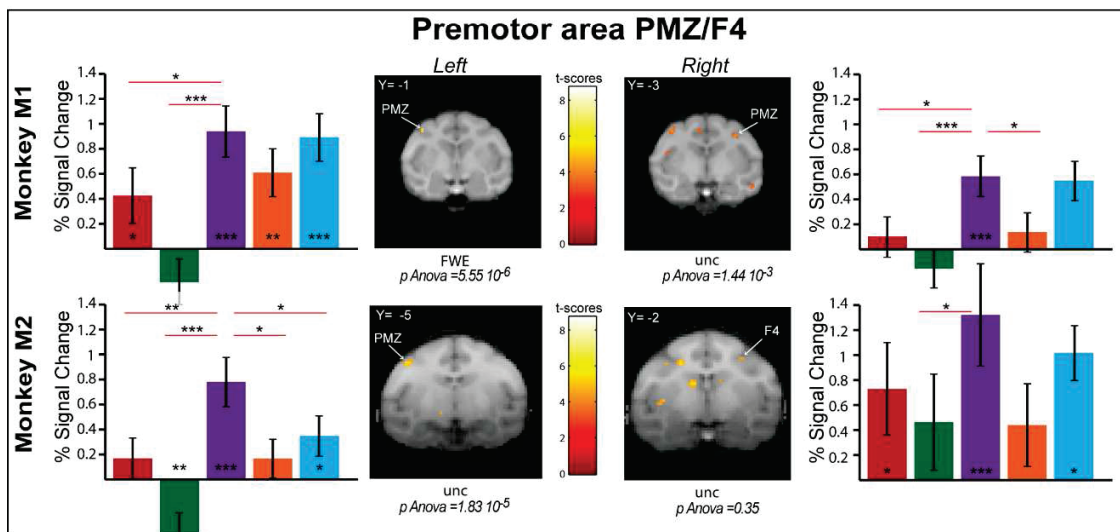 Premotor area PMZ/F4
Left
Right
Monkey M1
% Signal Change
1.4
1.2
1
0.8
0.6
0.4
0.2
*
***
*
***
**
***
Y= -1
PMZ
FWE
p Anova =5.55 10-6
t-scores
8
6
4
2
0
Y= -3
PMZ
unc
p Anova =1.44 10-3
% Signal Change
1.4
1.2
1
0.8
0.6
0.4
0.2
*
***
*
***
Monkey M2
% Signal Change
1.4
1.2
1
0.8
0.6
0.4
0.2
**
*
***
*
**
***
*
Y= -5
PMZ
unc
p Anova =1.83 10-5
t-scores
8
6
4
2
0
Y= -2
F4
unc
p Anova =0.35
% Signal Change
1.4
1.2
1
0.8
0.6
0.4
0.2
*
*
***
*